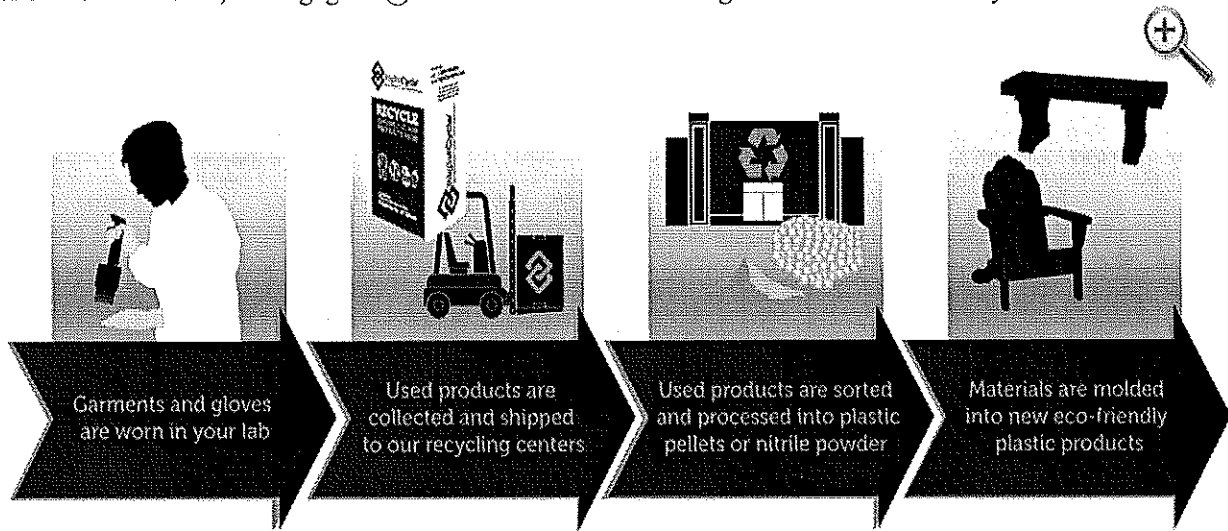 Garments and gloves
are worn in your lab
RECYCLE
Used products are
collected and shipped
to our recycling centers
Used products are sorted
and processed into plastic
pellets or nitrile powder
Materials are molded
into new eco-friendly
plastic products